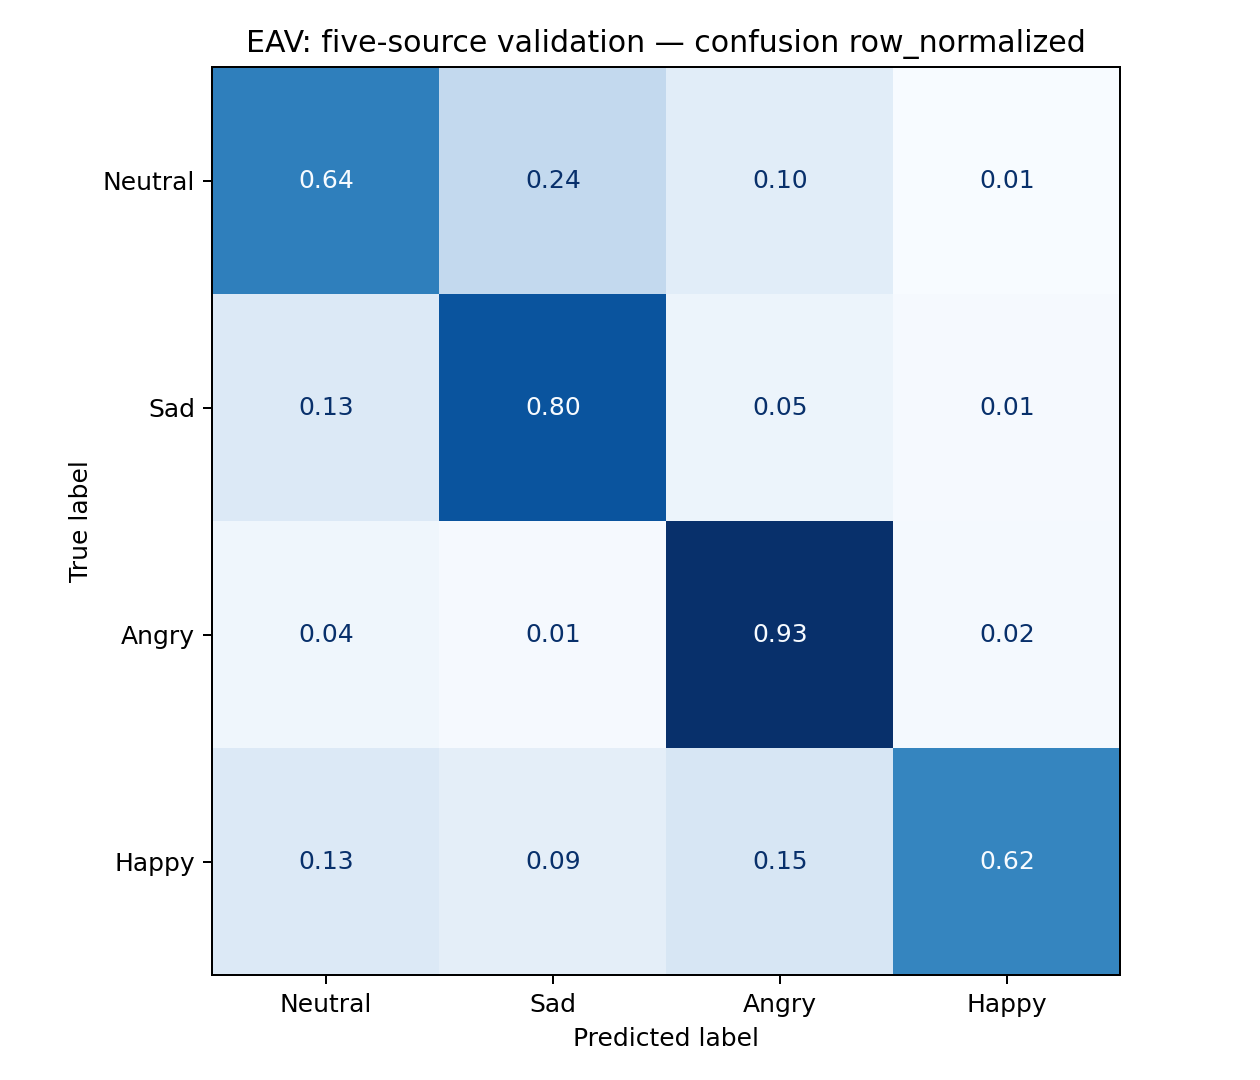 EAV: five-source validation — confusion row_normalized
Neutral 0.64 0.24 0.10 0.01
Sad 0.13 0.80 0.05 0.01
True label
Angry 0.04 0.01 0.93 0.02
Happy 0.13 0.09 0.15 0.62
Neutral Sad Angry Happy
Predicted label